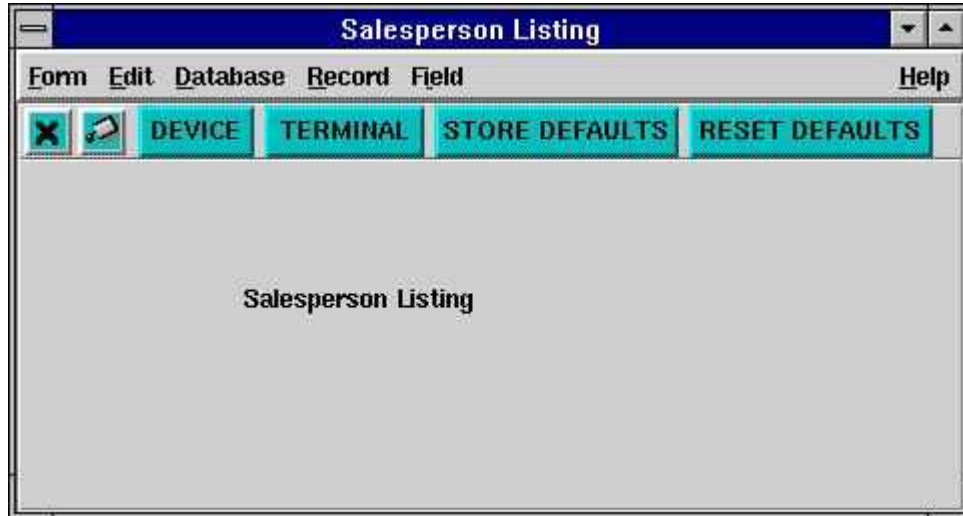 Salesperson Listing
Form Edit Database Record Field Help
DEVICE TERMINAL STORE DEFAULTS RESET DEFAULTS
Salesperson Listing